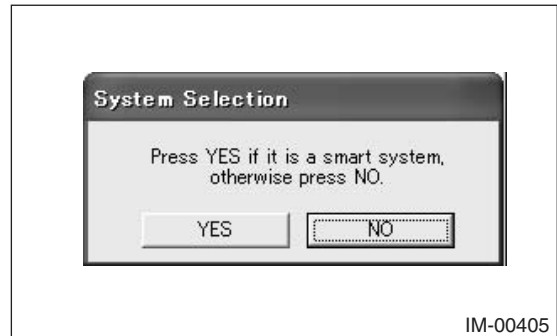 System Selection
Press YES if it is a smart system,
otherwise press NO.
YES NO
IM-00405